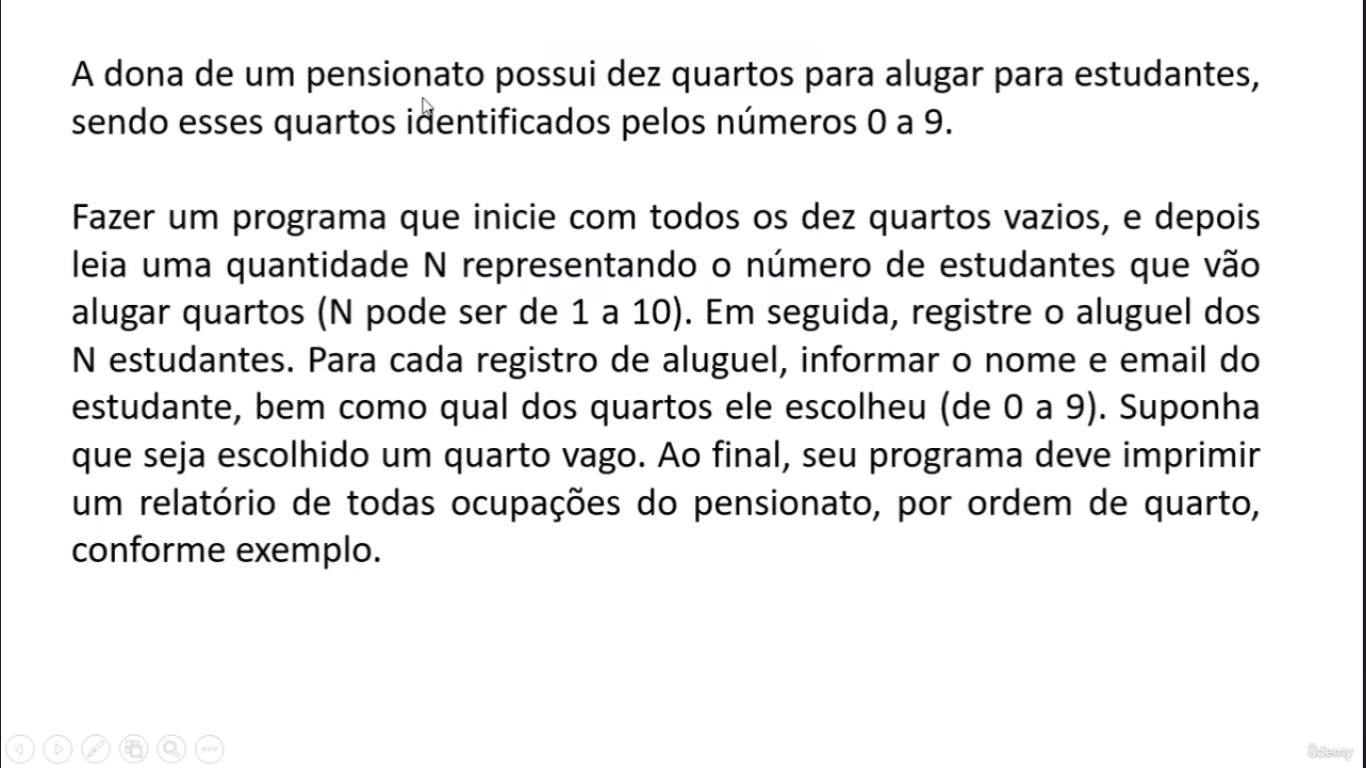 A dona de um pensionato possui dez quartos para alugar para estudantes,
sendo esses quartos identificados pelos números 0 a 9.
Fazer um programa que inicie com todos os dez quartos vazios, e depois
leia uma quantidade N representando o número de estudantes que vão
alugar quartos (N pode ser de 1 a 10). Em seguida, registre o aluguel dos
N estudantes. Para cada registro de aluguel, informar o nome e email do
estudante, bem como qual dos quartos ele escolheu (de 0 a 9). Suponha
que seja escolhido um quarto vago. Ao final, seu programa deve imprimir
um relatório de todas ocupações do pensionato, por ordem de quarto,
conforme exemplo.
ûdemy